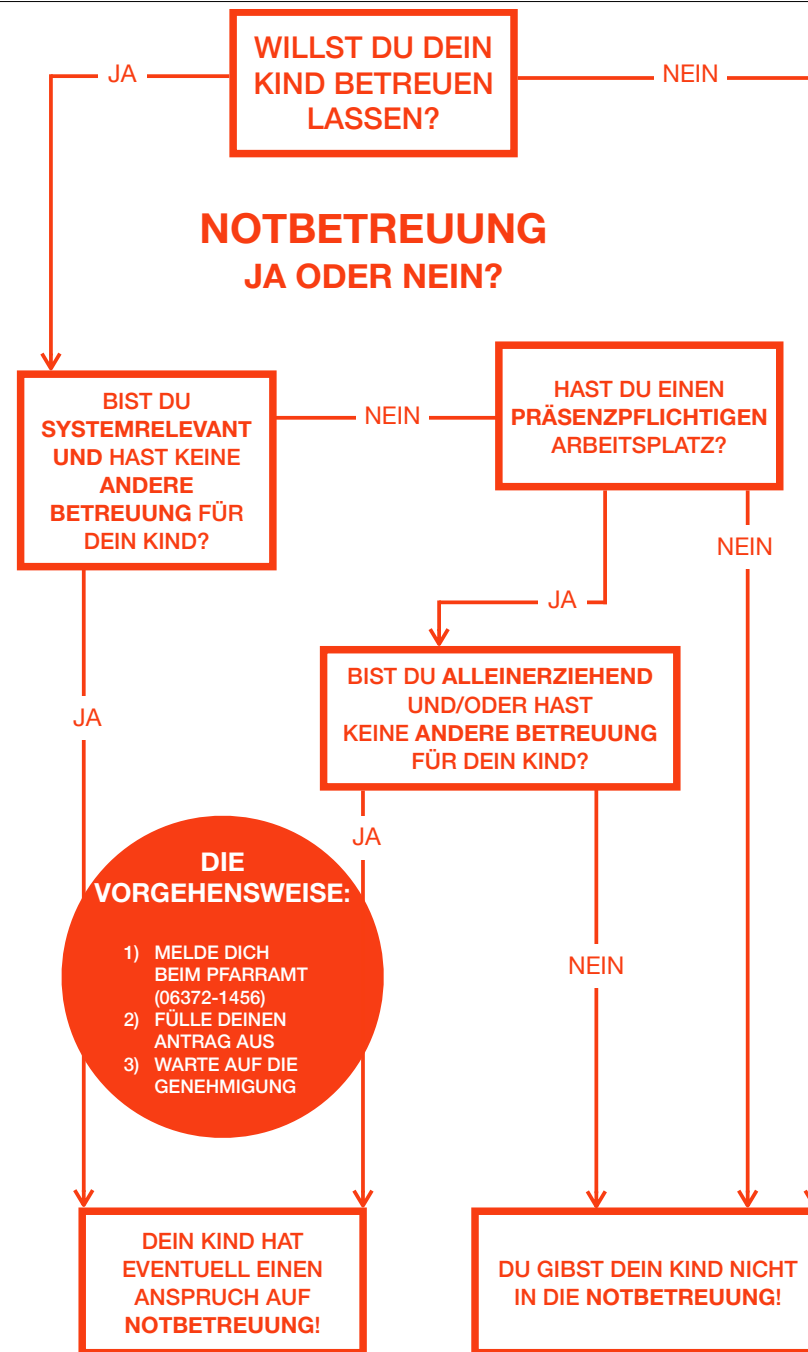 WILLST DU DEIN
KIND BETREUEN
LASSEN?
JA
NEIN
NOTBETREUUNG
JA ODER NEIN?
BIST DU
SYSTEMRELEVANT
UND HAST KEINE
ANDERE
BETREUUNG FÜR
DEIN KIND?
NEIN
HAST DU EINEN
PRÄSENZPFLICHTIGEN
ARBEITSPLATZ?
NEIN
JA
BIST DU ALLEINERZIEHEND
UND/ODER HAST
KEINE ANDERE BETREUUNG
FÜR DEIN KIND?
JA
JA
NEIN
DIE
VORGEHENSWEISE:
1) MELDE DICH
BEIM PFARRAMT
(06372-1456)
2) FÜLLE DEINEN
ANTRAG AUS
3) WARTE AUF DIE
GENEHMIGUNG
DEIN KIND HAT
EVENTUELL EINEN
ANSPRUCH AUF
NOTBETREUUNG!
DU GIBST DEIN KIND NICHT
IN DIE NOTBETREUUNG!